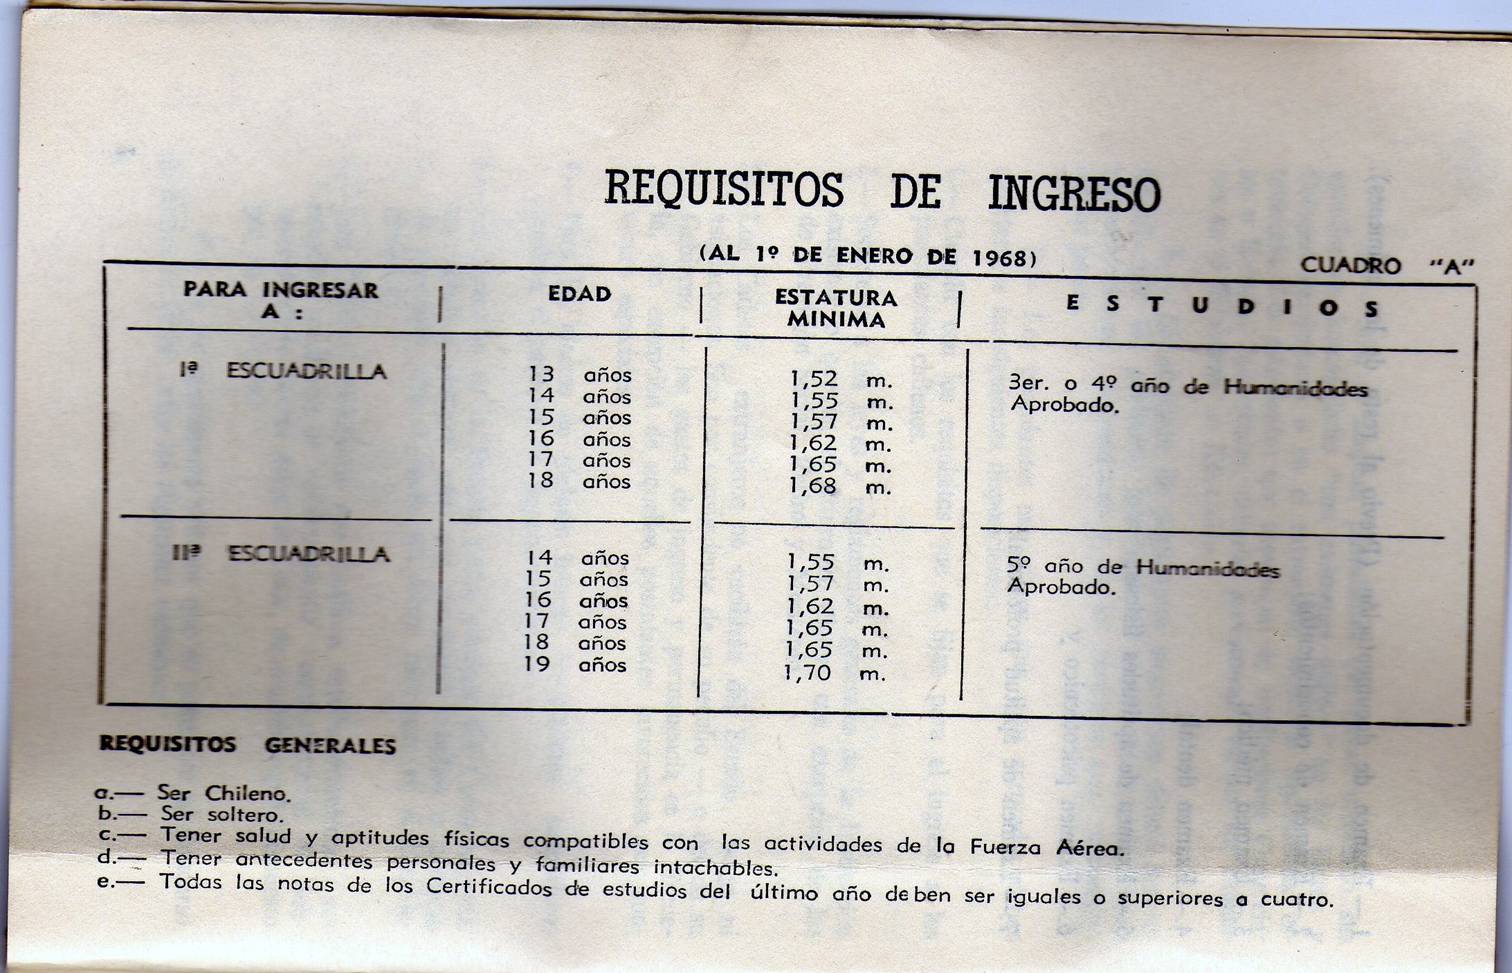 REQUISITOS DE INGRESO
(AL 1º DE ENERO DE 1968)
CUADRO "A"
PARA INGRESAR A : | EDAD | ESTATURA MINIMA | E S T U D I O S
Iª ESCUADRILLA 13 años 1,52 m. 3er. o 4º año de Humanidades
14 años 1,55 m. Aprobado.
15 años 1,57 m.
16 años 1,62 m.
17 años 1,65 m.
18 años 1,68 m.
IIª ESCUADRILLA 14 años 1,55 m. 5º año de Humanidades
15 años 1,57 m. Aprobado.
16 años 1,62 m.
17 años 1,65 m.
18 años 1,65 m.
19 años 1,70 m.
REQUISITOS GENERALES
a.— Ser Chileno.
b.— Ser soltero.
c.— Tener salud y aptitudes físicas compatibles con las actividades de la Fuerza Aérea.
d.— Tener antecedentes personales y familiares intachables.
e.— Todas las notas de los Certificados de estudios del último año deben ser iguales o superiores a cuatro.